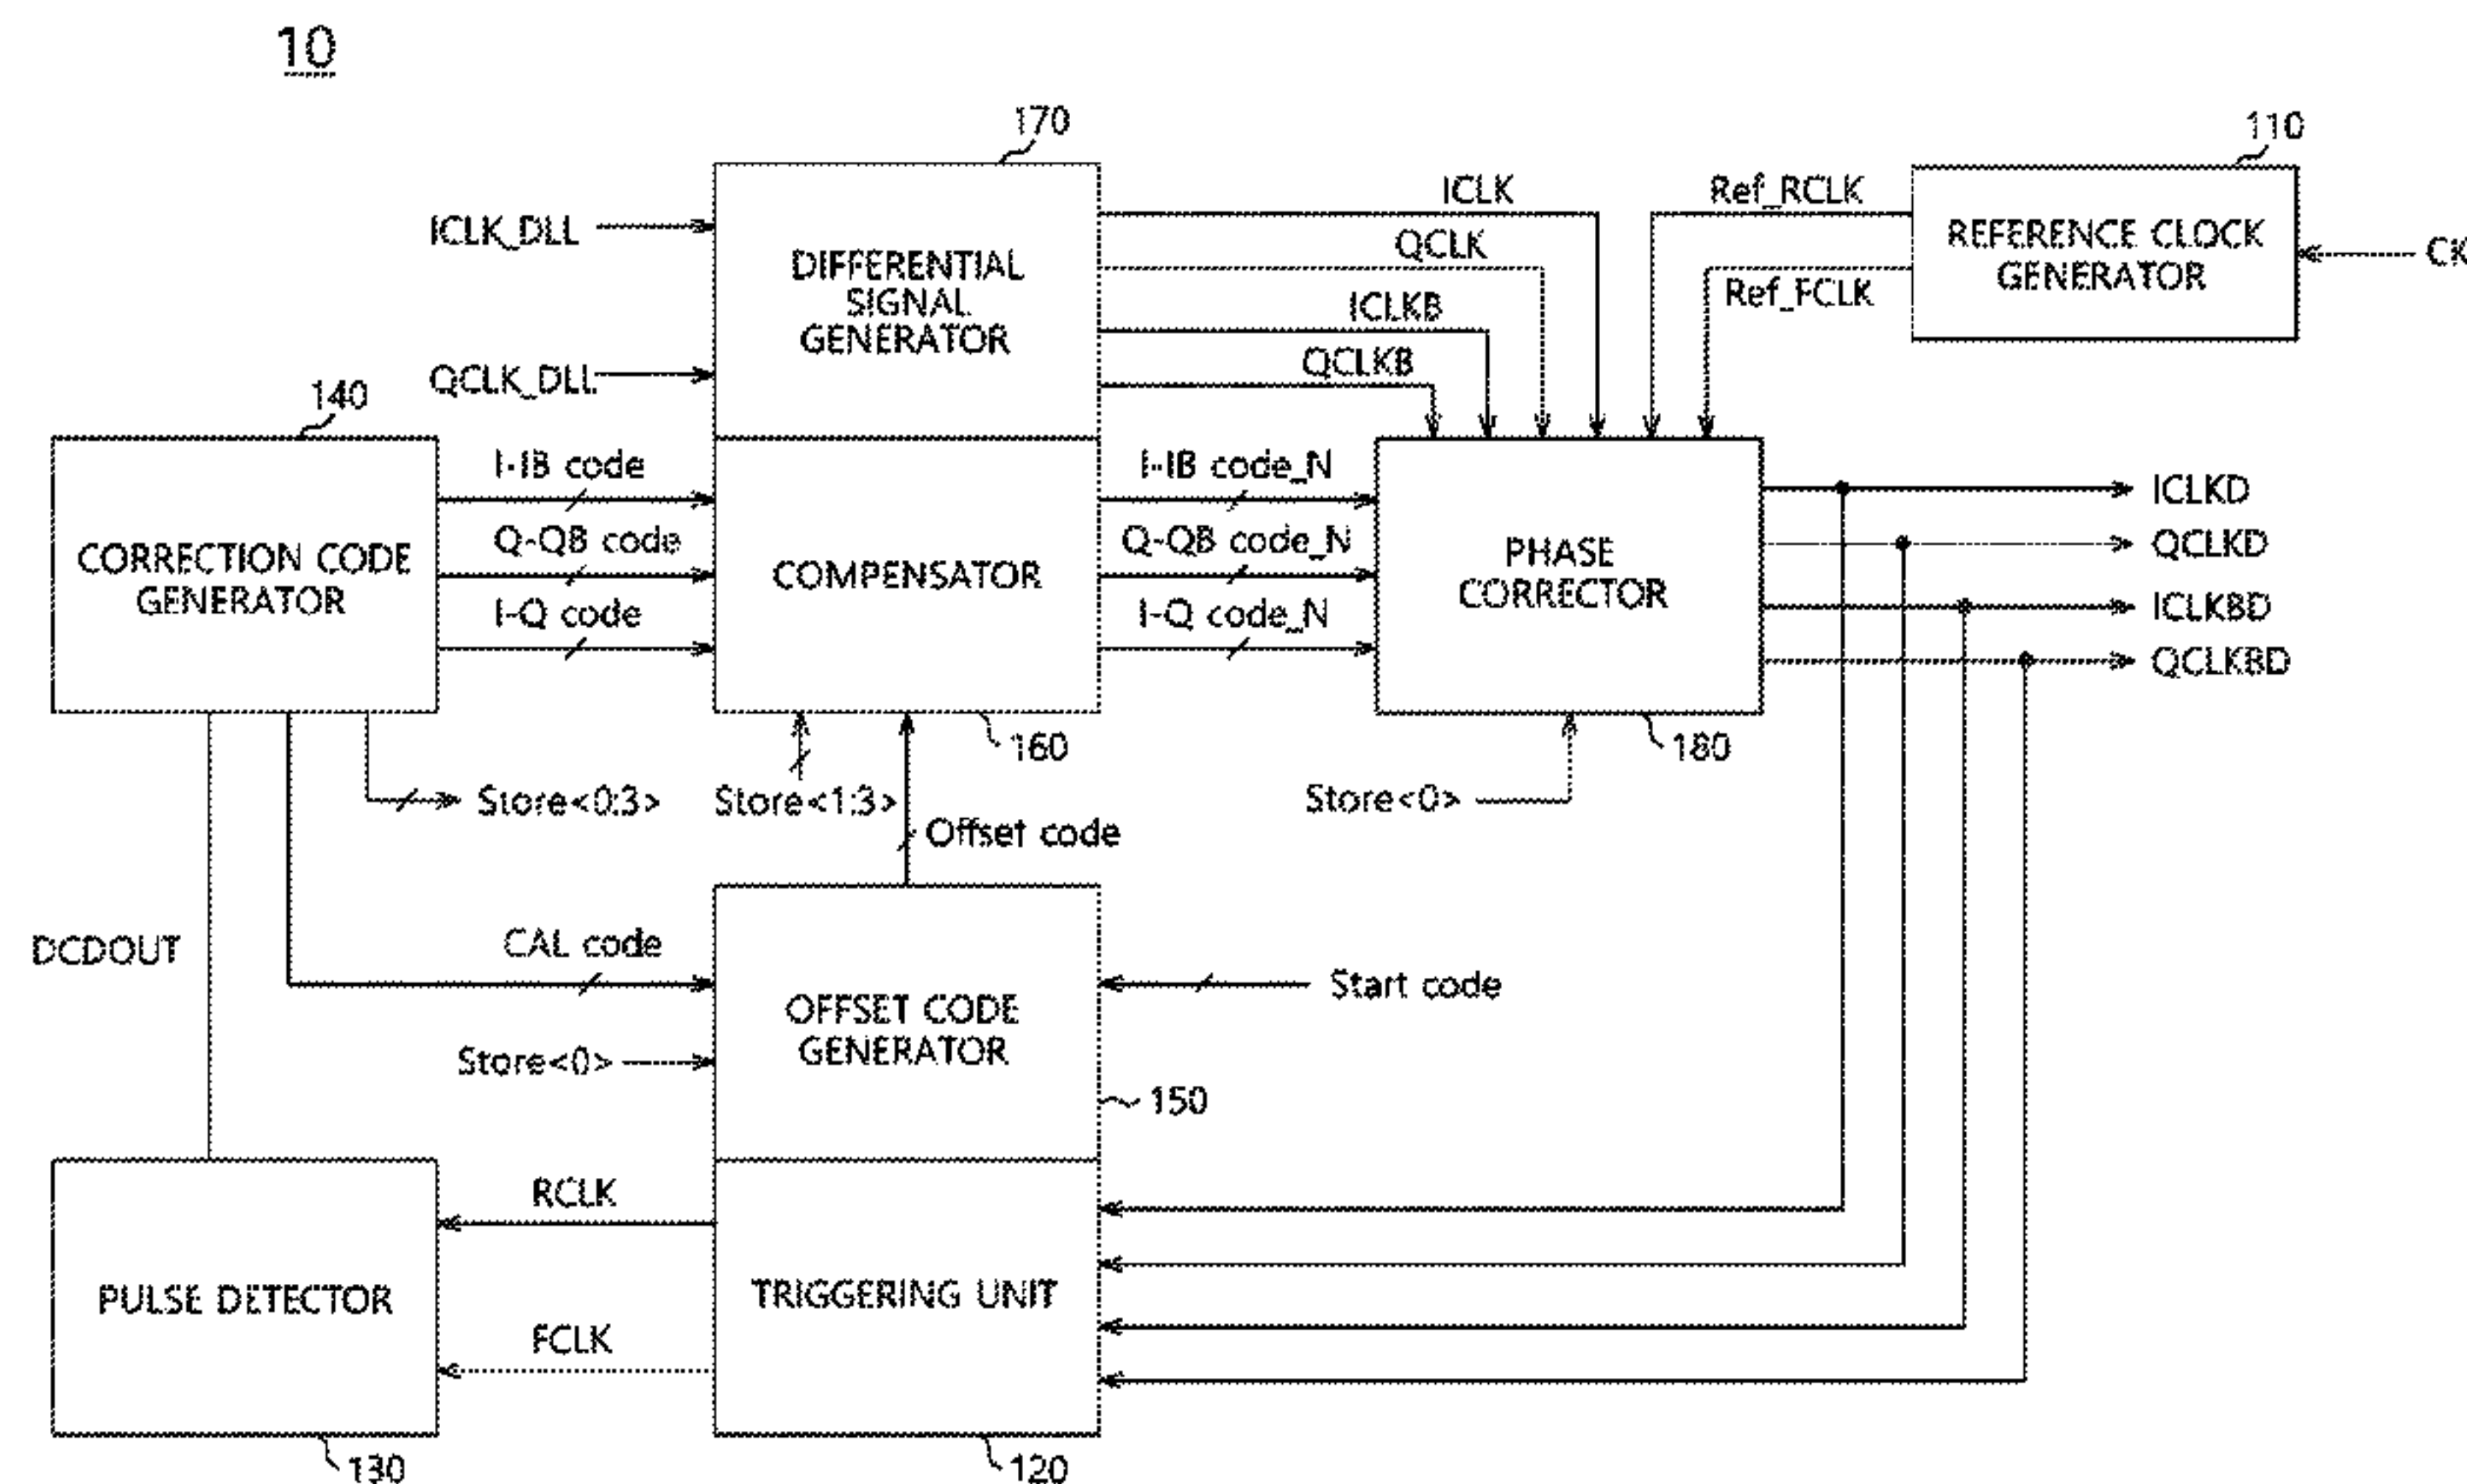 10
170
110
ICLK
Ref_RCLK
ICLK_DLL
DIFFERENTIAL
SIGNAL
GENERATOR
QCLK
REFERENCE CLOCK
GENERATOR
Ref_FCLK
ICLKB
QCLKB
QCLK_DLL
140
I-IB code
I-IB code_N
ICLKD
Q-QB code
Q-QB code_N
QCLKD
CORRECTION CODE
GENERATOR
COMPENSATOR
PHASE
CORRECTOR
I-Q code
I-Q code_N
ICLKBD
QCLKBD
160
180
Store<0:3>
Store<1:3>
Store<0>
Offset code
DCDOUT
CAL code
Start code
OFFSET CODE
GENERATOR
Store<0>
150
RCLK
PULSE DETECTOR
TRIGGERING UNIT
FCLK
130
120